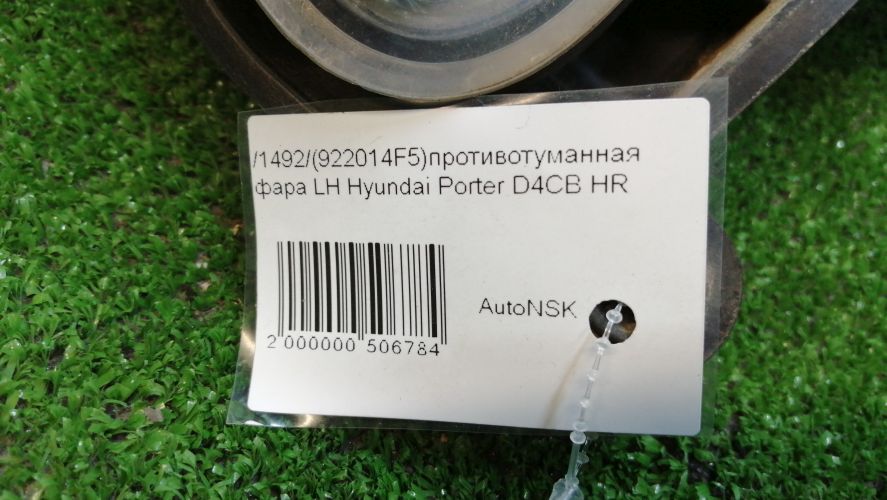 /1492/(922014F5)противотуманная
фара LH Hyundai Porter D4CB HR
AutoNSK
2 000000 506784